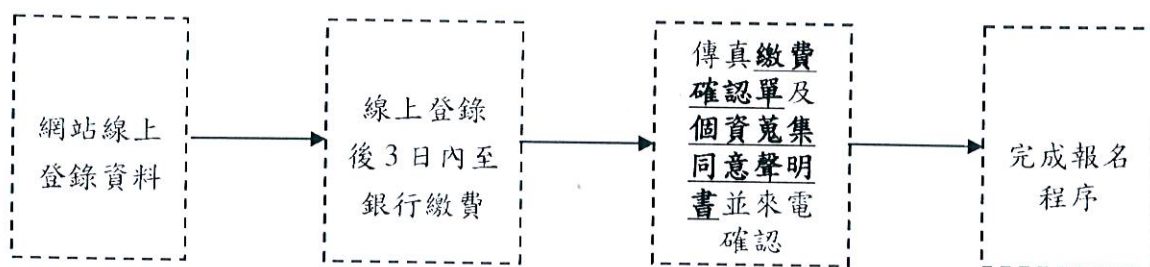 網站線上
登錄資料
線上登錄
後3日內至
銀行繳費
傳真繳費
確認單及
個資蒐集
同意聲明
書並來電
確認
完成報名
程序